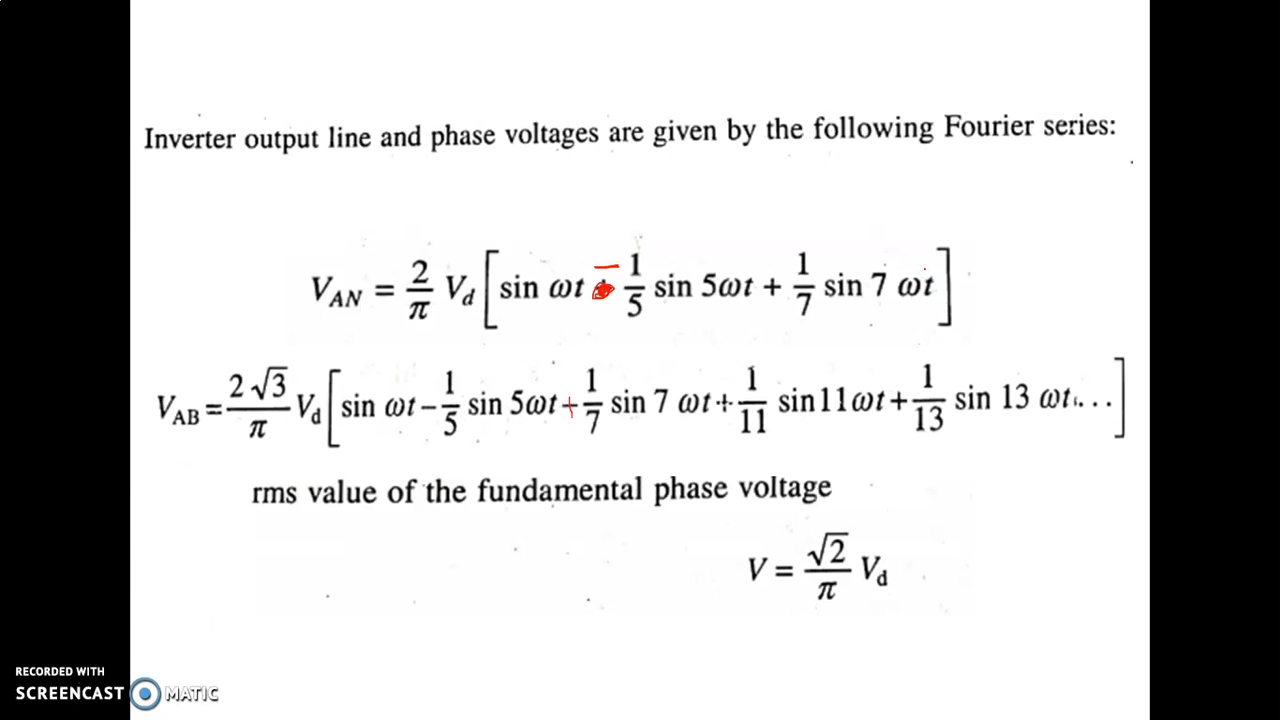 Inverter output line and phase voltages are given by the following Fourier series:
V_AN = 2/π V_d [ sin ωt − 1/5 sin 5ωt + 1/7 sin 7 ωt ]
V_AB = 2√3/π V_d [ sin ωt − 1/5 sin 5ωt + 1/7 sin 7 ωt + 1/11 sin11ωt + 1/13 sin 13 ωt... ]
rms value of the fundamental phase voltage
V = √2/π V_d
RECORDED WITH
SCREENCAST MATIC